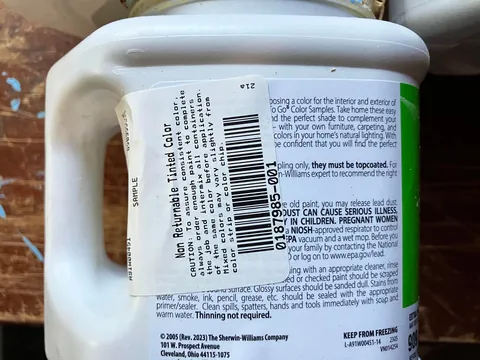 21a
SAMPLE
Non Returnable Tinted Color
CAUTION: To assure consistent color,
always order enough paint to complete
the job and intermix all containers
of the same color before application.
Mixed colors may vary slightly from
color strip or color chip.
0187985-001
osing a color for the interior and exterior of
To Go® Color Samples. Take home these easy
nd the perfect shade to complement your
– with your own furniture, carpeting, and
colors in your home's natural lighting. With
e confident that you will find the perfect
pling only, they must be topcoated. For
n-Williams expert to recommend the right
ve old paint, you may release lead dust.
DUST CAN CAUSE SERIOUS ILLNESS,
Y IN CHILDREN. PREGNANT WOMEN
a NIOSH-approved respirator to control
EPA vacuum and a wet mop. Before you
your family by contacting the National
D or log on to www.epa.gov/lead.
ng with an appropriate cleaner, rinse
or checked paint should be scraped
surface. Glossy surfaces should be sanded dull. Stains from
water, smoke, ink, pencil, grease, etc. should be sealed with the appropriate
primer/sealer. Clean spills, spatters, hands and tools immediately with soap and
warm water. Thinning not required.
© 2005 (Rev. 2023) The Sherwin-Williams Company
101 W. Prospect Avenue
Cleveland, Ohio 44115-1075
KEEP FROM FREEZING
L-A91W00451-14 2305